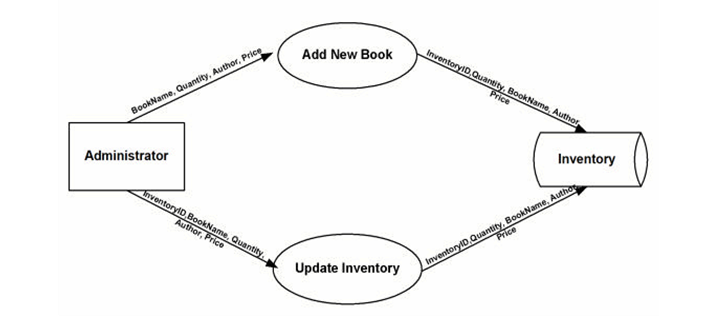 Add New Book
BookName, Quantity, Author, Price
InventoryID,Quantity, BookName, Author,
Price
Administrator
Inventory
InventoryID,BookName, Quantity,
Author, Price
InventoryID,Quantity, BookName, Author,
Price
Update Inventory